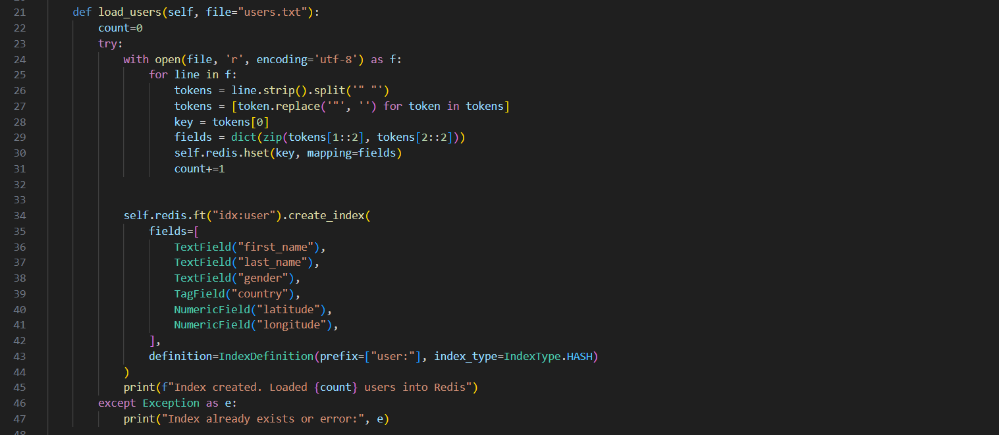 21 def load_users(self, file="users.txt"):
22 count=0
23 try:
24 with open(file, 'r', encoding='utf-8') as f:
25 for line in f:
26 tokens = line.strip().split('" "')
27 tokens = [token.replace('"', '') for token in tokens]
28 key = tokens[0]
29 fields = dict(zip(tokens[1::2], tokens[2::2]))
30 self.redis.hset(key, mapping=fields)
31 count+=1
32
33
34 self.redis.ft("idx:user").create_index(
35 fields=[
36 TextField("first_name"),
37 TextField("last_name"),
38 TextField("gender"),
39 TagField("country"),
40 NumericField("latitude"),
41 NumericField("longitude"),
42 ],
43 definition=IndexDefinition(prefix=["user:"], index_type=IndexType.HASH)
44 )
45 print(f"Index created. Loaded {count} users into Redis")
46 except Exception as e:
47 print("Index already exists or error:", e)
48